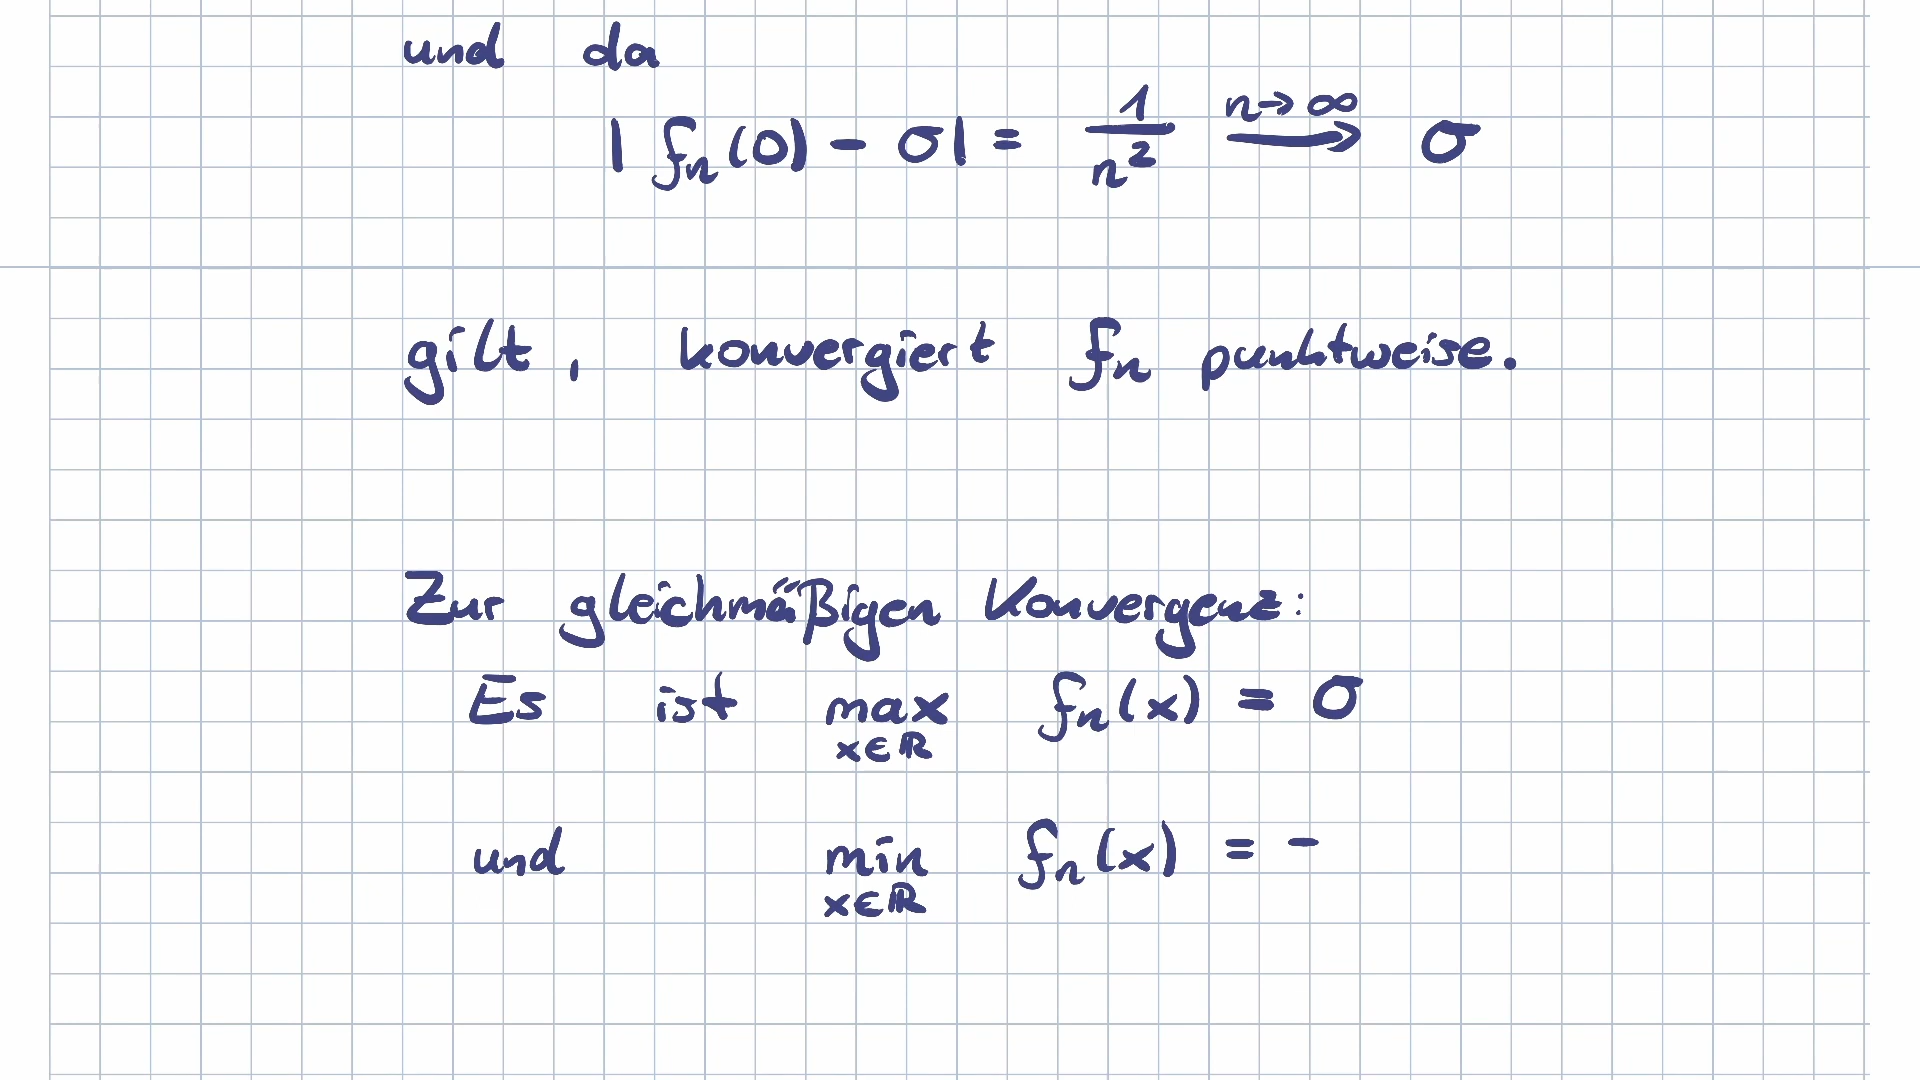 und da
|fₙ(0) - 0| = 1/n² →^{n→∞} 0
gilt, konvergiert fₙ punktweise.
Zur gleichmäßigen Konvergenz:
Es ist max_{x∈ℝ} fₙ(x) = 0
und min_{x∈ℝ} fₙ(x) = -